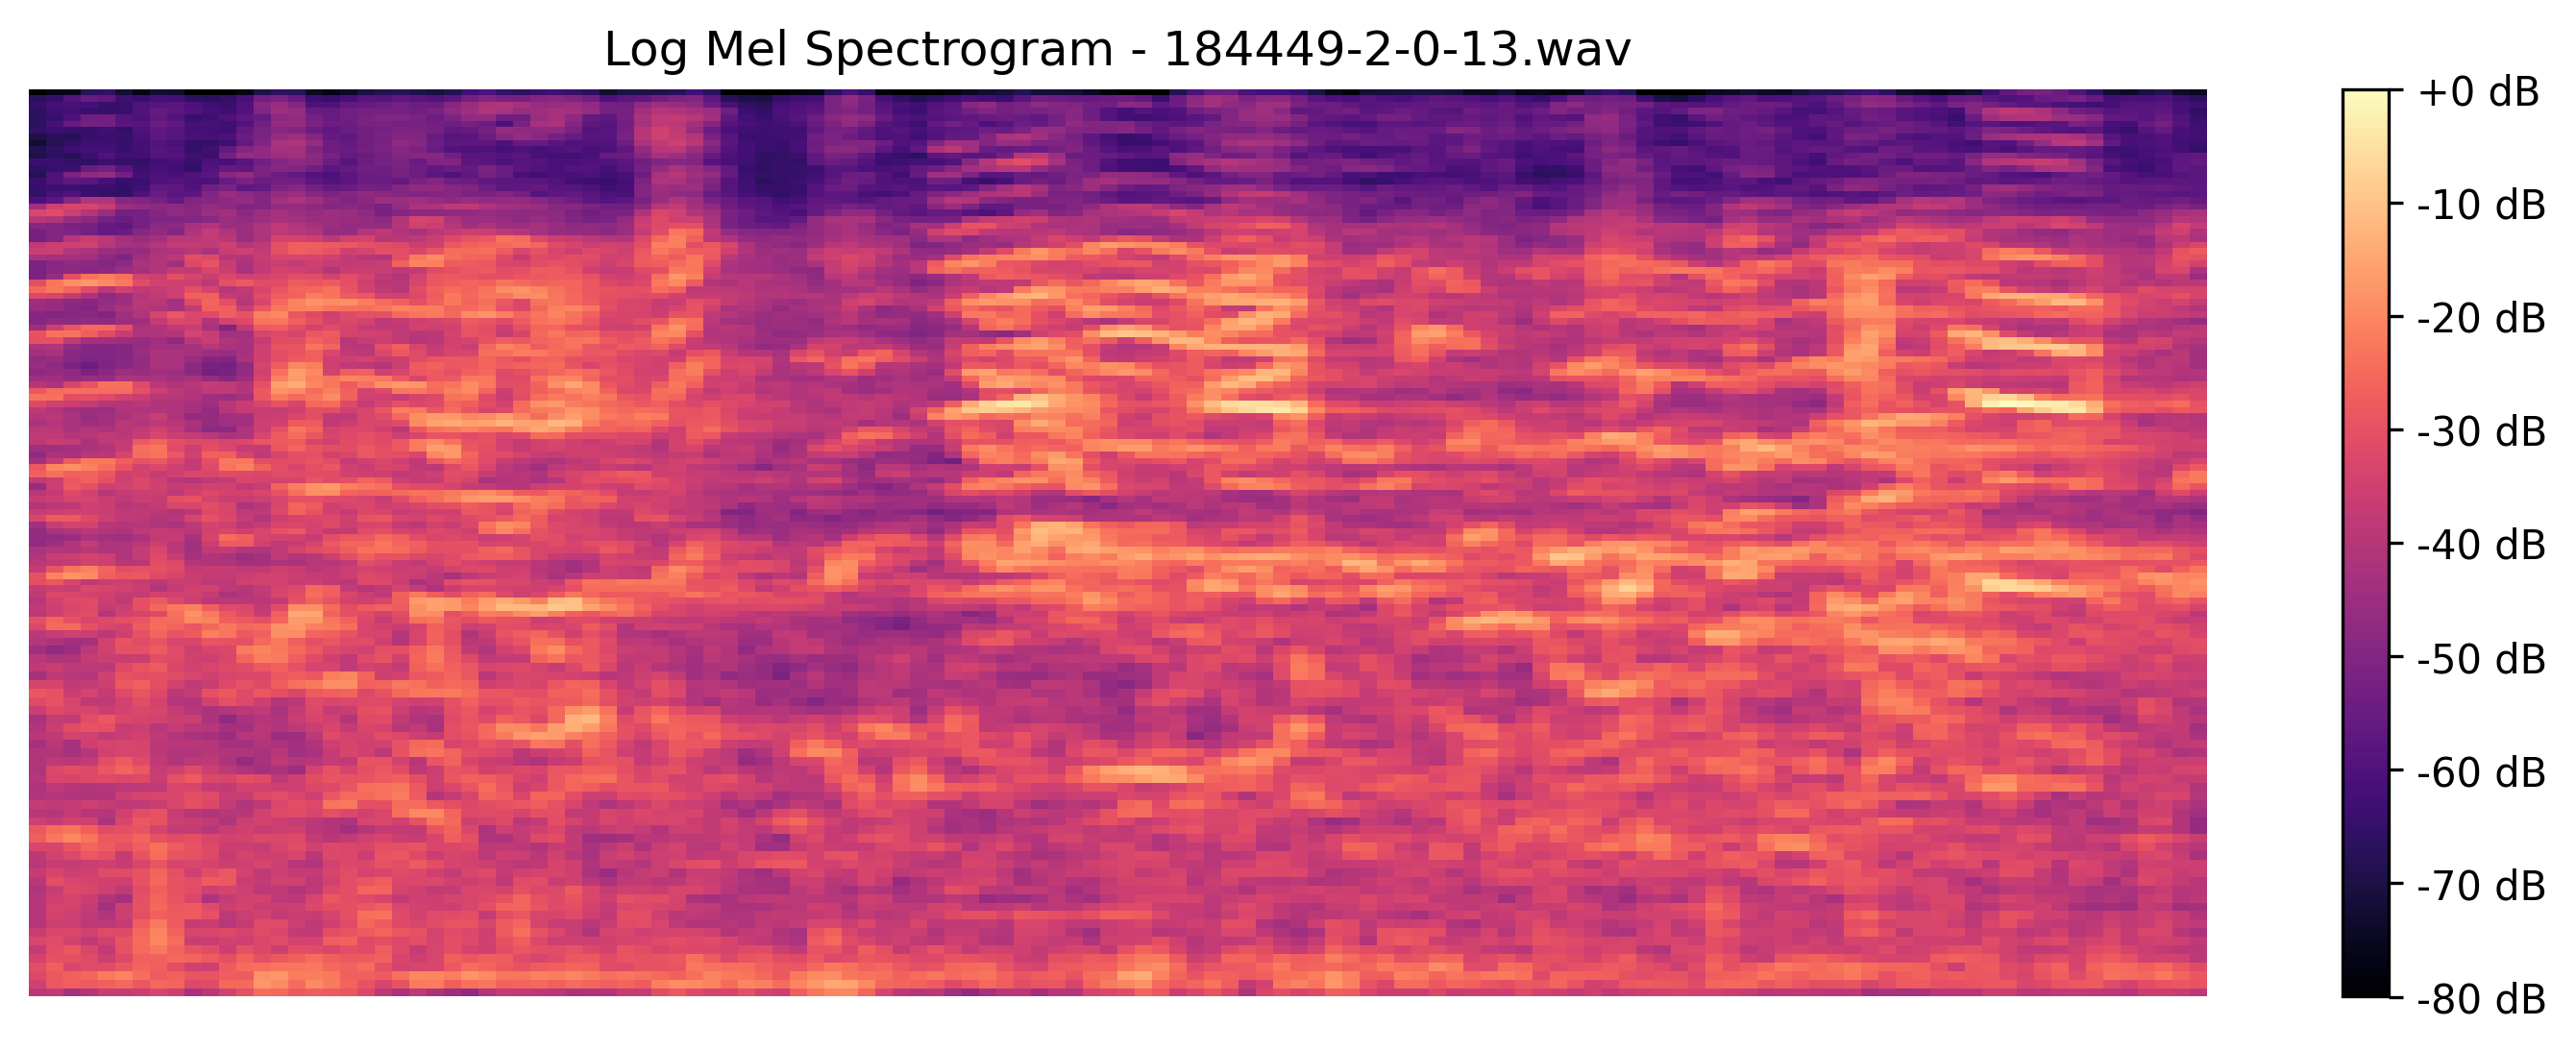 Log Mel Spectrogram - 184449-2-0-13.wav
+0 dB
-10 dB
-20 dB
-30 dB
-40 dB
-50 dB
-60 dB
-70 dB
-80 dB